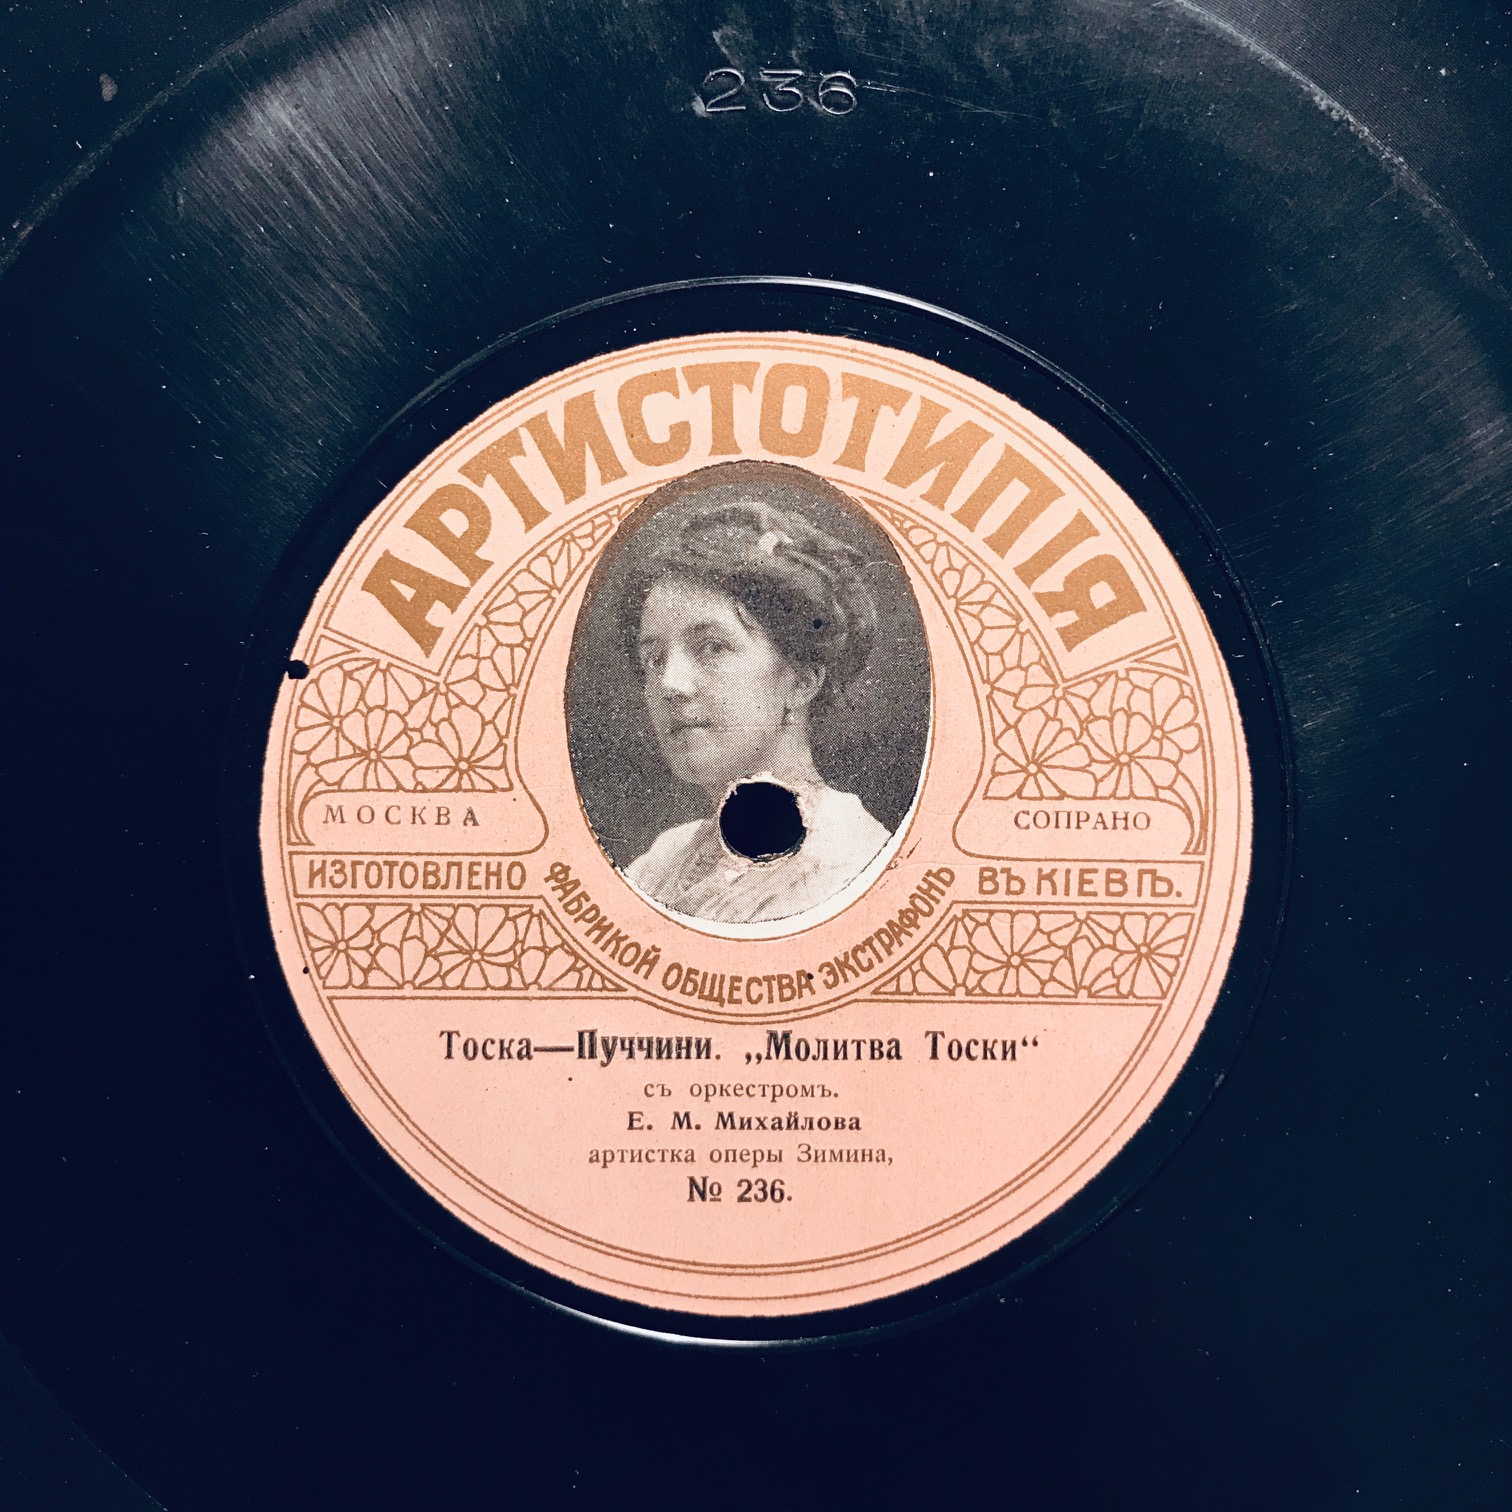 236
АРТИСТОТИПІЯ
МОСКВА
СОПРАНО
ИЗГОТОВЛЕНО
ФАБРИКОЙ ОБЩЕСТВА ЭКСТРАФОНЪ
ВЪ КІЕВѢ.
Тоска—Пуччини. „Молитва Тоски“
съ оркестромъ.
Е. М. Михайлова
артистка оперы Зимина,
№ 236.